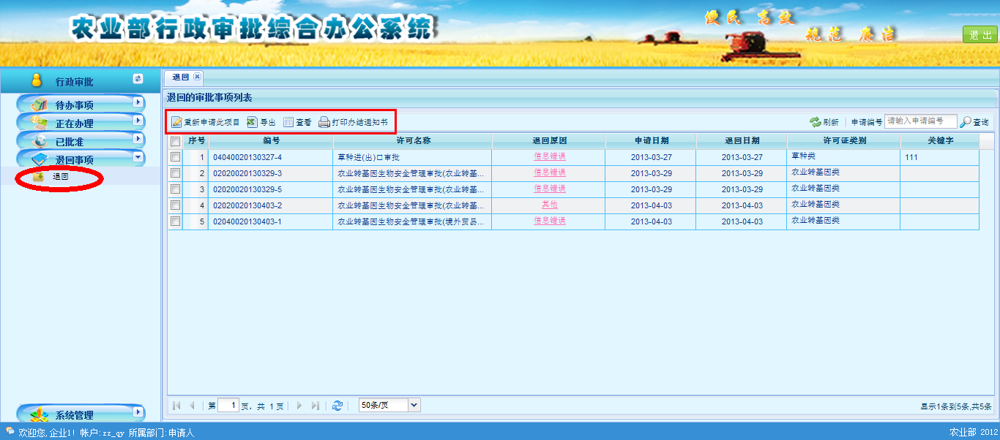 农业部行政审批综合办公系统
便民 高效
规范 廉洁
退 出
行政审批
待办事项
正在办理
已批准
退回事项
退回
系统管理
退回
退回的审批事项列表
重新申请此项目 导出 查看 打印办结通知书 刷新 申请编号 请输入申请编号 查询
序号 编号 许可名称 退回原因 申请日期 退回日期 许可证类别 关键字
1 04040020130327-4 草种进(出)口审批 信息错误 2013-03-27 2013-03-27 草种类 111
2 02020020130329-3 农业转基因生物安全管理审批(农业转基... 信息错误 2013-03-29 2013-03-29 农业转基因类
3 02020020130329-5 农业转基因生物安全管理审批(农业转基... 信息错误 2013-03-29 2013-03-29 农业转基因类
4 02020020130403-2 农业转基因生物安全管理审批(农业转基... 其他 2013-04-03 2013-04-03 农业转基因类
5 02040020130403-1 农业转基因生物安全管理审批(境外贸易... 信息错误 2013-04-03 2013-04-03 农业转基因类
第 1 页, 共 1 页 50条/页 显示1条到5条,共5条
欢迎您,企业1! 帐户:zz_qy 所属部门:申请人 农业部 2012